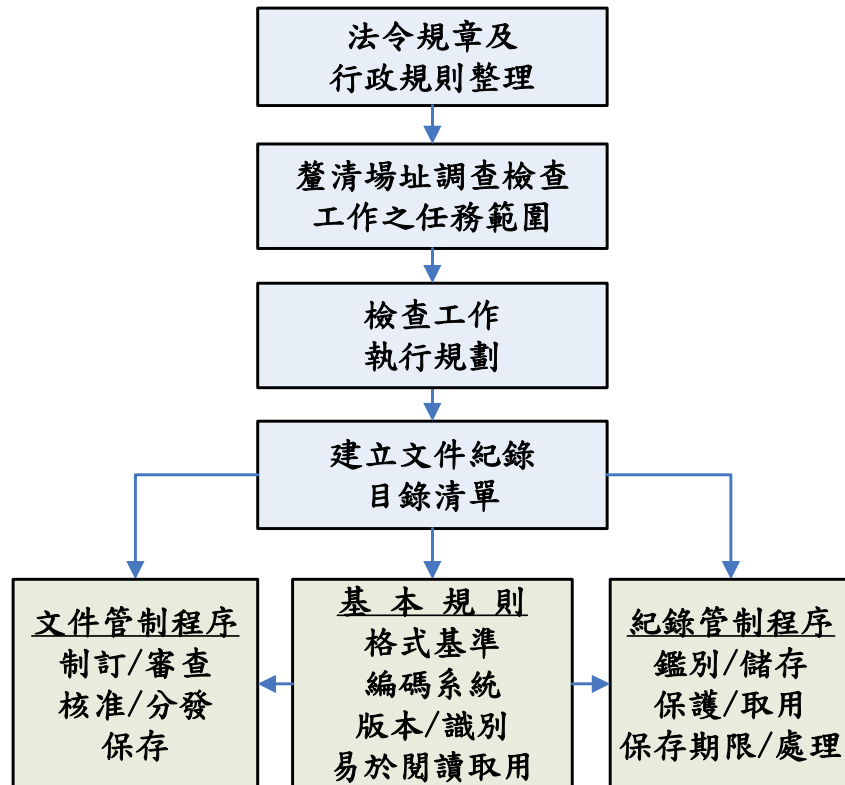 法令規章及
行政規則整理
釐清場址調查檢查
工作之任務範圍
檢查工作
執行規劃
建立文件紀錄
目錄清單
文件管制程序
制訂/審查
核准/分發
保存
基 本 規 則
格式基準
編碼系統
版本/識別
易於閱讀取用
紀錄管制程序
鑑別/儲存
保護/取用
保存期限/處理